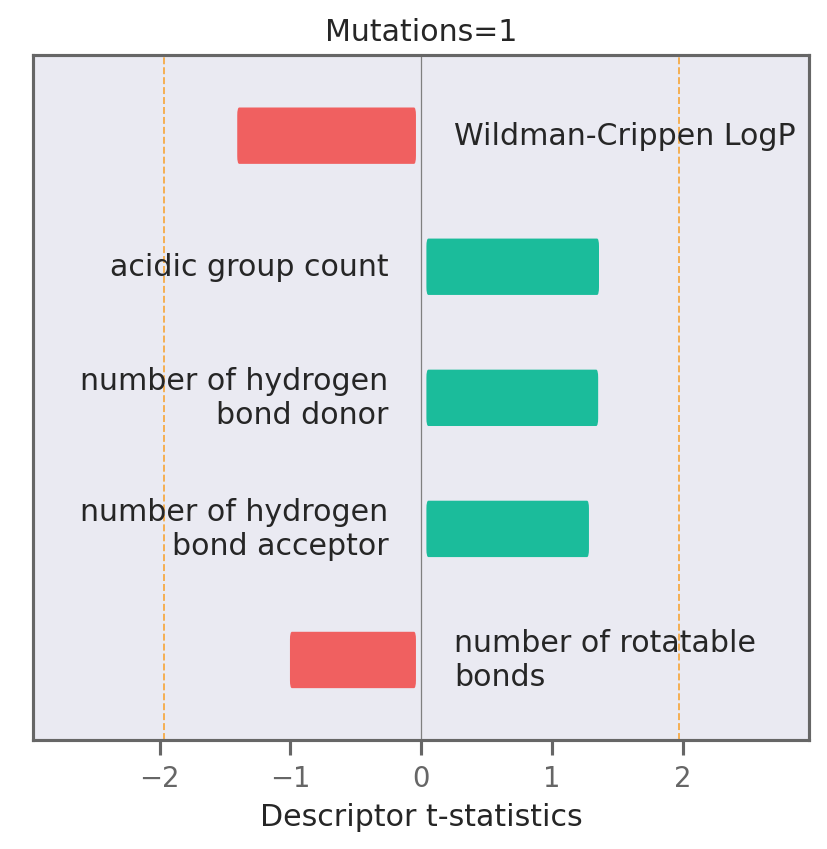 Mutations=1
Wildman-Crippen LogP
acidic group count
number of hydrogen
bond donor
number of hydrogen
bond acceptor
number of rotatable
bonds
−2 −1 0 1 2
Descriptor t-statistics